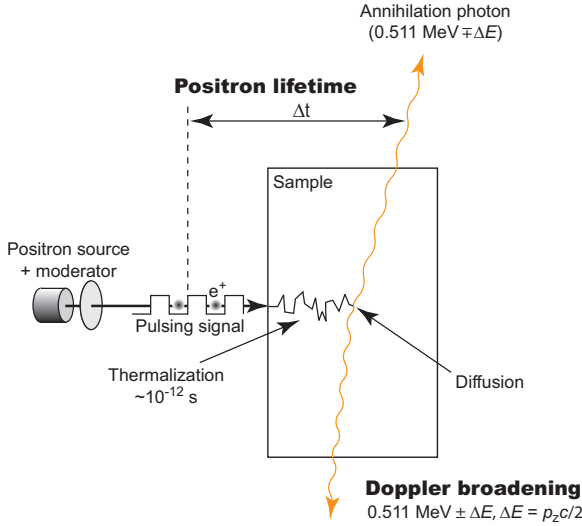 Annihilation photon
(0.511 MeV ∓ ΔE)
Positron lifetime
Δt
Sample
Positron source
+ moderator
e⁺
Pulsing signal
Thermalization
~10⁻¹² s
Diffusion
Doppler broadening
0.511 MeV ± ΔE, ΔE = p_zc/2